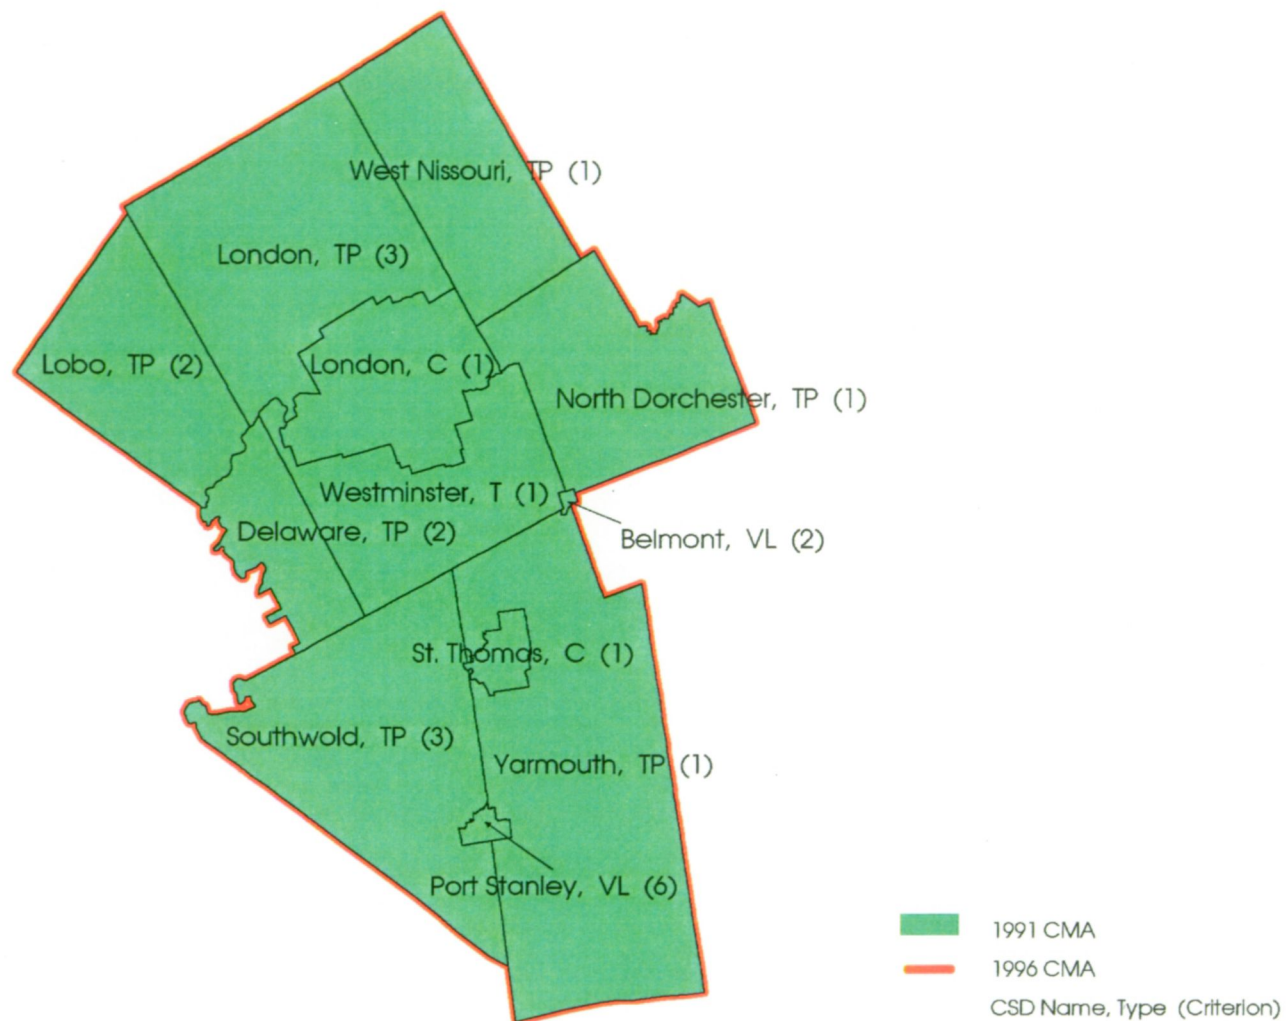 West Nissouri, TP (1)
London, TP (3)
Lobo, TP (2)
London, C (1)
North Dorchester, TP (1)
Westminster, T (1)
Delaware, TP (2)
Belmont, VL (2)
St. Thomas, C (1)
Southwold, TP (3)
Yarmouth, TP (1)
Port Stanley, VL (6)
1991 CMA
1996 CMA
CSD Name, Type (Criterion)